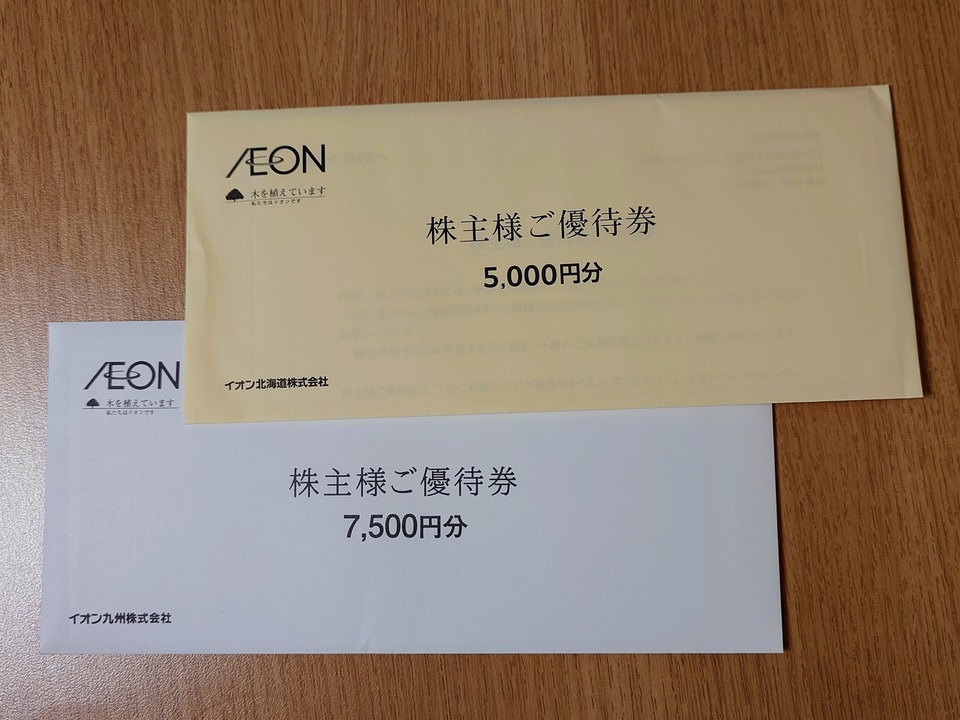 ÆON
木を植えています
私たちはイオンです
株主様ご優待券
5,000円分
イオン北海道株式会社
ÆON
木を植えています
私たちはイオンです
株主様ご優待券
7,500円分
イオン九州株式会社